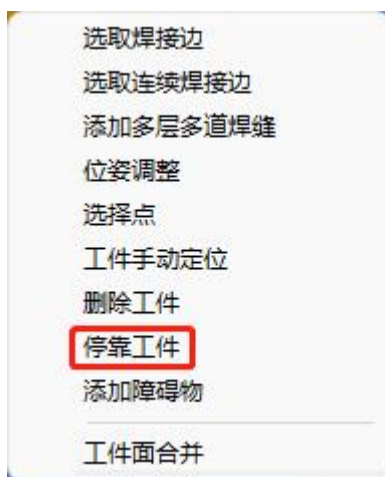 选取焊接边
选取连续焊接边
添加多层多道焊缝
位姿调整
选择点
工件手动定位
删除工件
停靠工件
添加障碍物
工件面合并